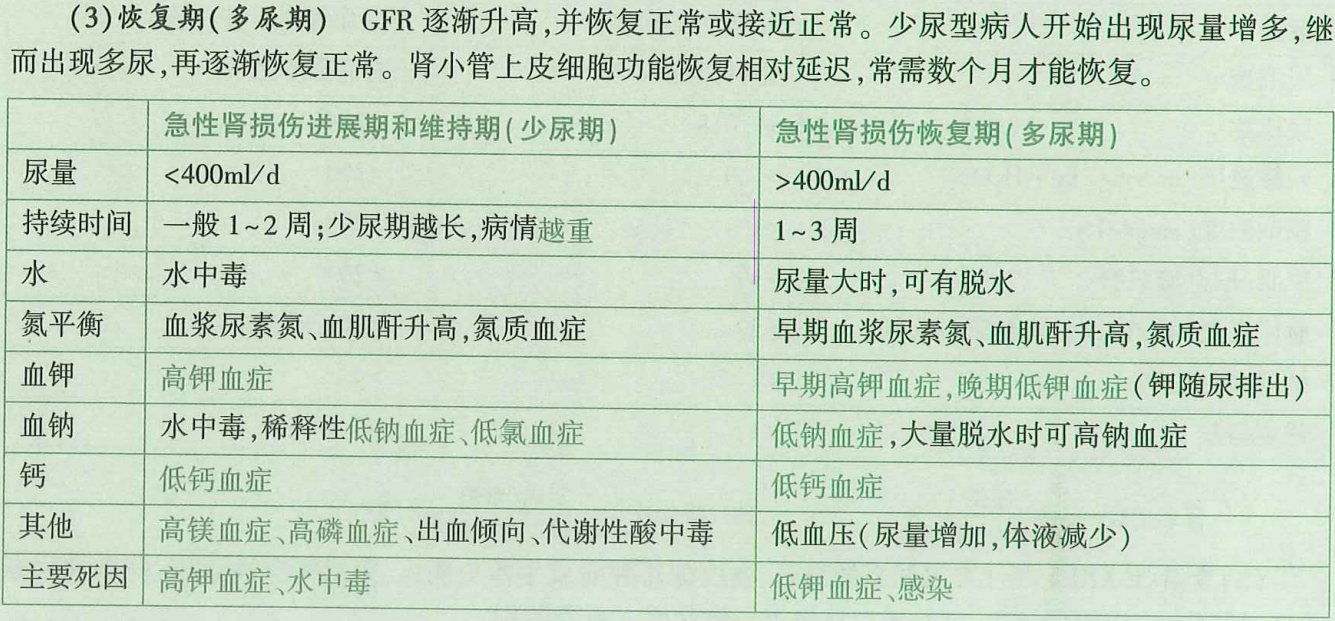 (3)恢复期(多尿期)　GFR 逐渐升高,并恢复正常或接近正常。少尿型病人开始出现尿量增多,继
而出现多尿,再逐渐恢复正常。肾小管上皮细胞功能恢复相对延迟,常需数个月才能恢复。
急性肾损伤进展期和维持期(少尿期)　急性肾损伤恢复期(多尿期)
尿量　<400ml/d　>400ml/d
持续时间　一般 1~2 周;少尿期越长,病情越重　1~3 周
水　水中毒　尿量大时,可有脱水
氮平衡　血浆尿素氮、血肌酐升高,氮质血症　早期血浆尿素氮、血肌酐升高,氮质血症
血钾　高钾血症　早期高钾血症,晚期低钾血症(钾随尿排出)
血钠　水中毒,稀释性低钠血症、低氯血症　低钠血症,大量脱水时可高钠血症
钙　低钙血症　低钙血症
其他　高镁血症、高磷血症、出血倾向、代谢性酸中毒　低血压(尿量增加,体液减少)
主要死因　高钾血症、水中毒　低钾血症、感染